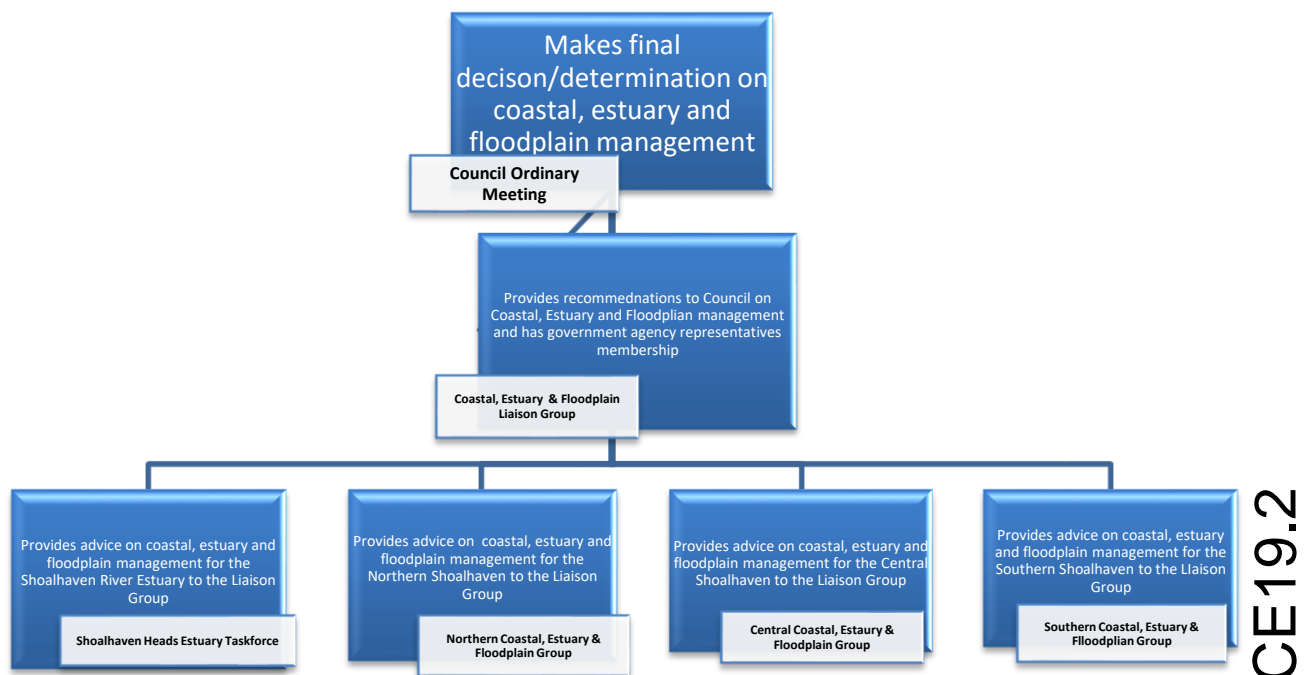 Makes final
decison/determination on
coastal, estuary and
floodplain management
Council Ordinary
Meeting
Provides recommednations to Council on
Coastal, Estuary and Floodplian management
and has government agency representatives
membership
Coastal, Estuary & Floodplain
Liaison Group
Provides advice on coastal, estuary and
floodplain management for the
Shoalhaven River Estuary to the Liaison
Group
Shoalhaven Heads Estuary Taskforce
Provides advice on coastal, estuary and
floodplain management for the
Northern Shoalhaven to the Liaison
Group
Northern Coastal, Estuary &
Floodplain Group
Provides advice on coastal, estuary and
floodplain management for the Central
Shoalhaven to the Liaison Group
Central Coastal, Estaury &
Floodplain Group
Provides advice on coastal, estuary
and floodplain management for the
Southern Shoalhaven to the LIaison
Group
Southern Coastal, Estuary &
Flloodplian Group
CE19.2